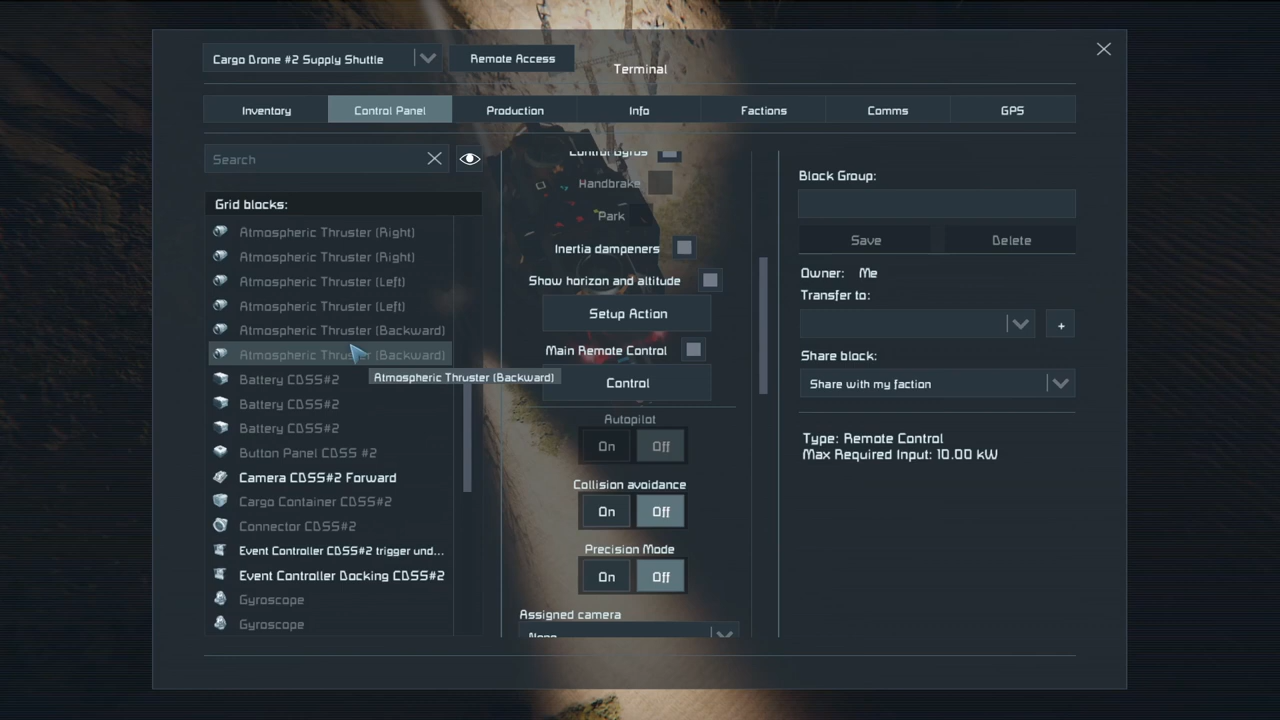 Cargo Drone #2 Supply Shuttle
Remote Access
Terminal
Inventory
Control Panel
Production
Info
Factions
Comms
GPS
Search
Grid blocks:
Atmospheric Thruster (Right)
Atmospheric Thruster (Right)
Atmospheric Thruster (Left)
Atmospheric Thruster (Left)
Atmospheric Thruster (Backward)
Atmospheric Thruster (Backward)
Atmospheric Thruster (Backward)
Battery CDSS#2
Battery CDSS#2
Battery CDSS#2
Button Panel CDSS #2
Camera CDSS#2 Forward
Cargo Container CDSS#2
Connector CDSS#2
Event Controller CDSS#2 trigger und...
Event Controller Docking CDSS#2
Gyroscope
Gyroscope
Control Gyros
Handbrake
Park
Inertia dampeners
Show horizon and altitude
Setup Action
Main Remote Control
Control
Autopilot
On Off
Collision avoidance
On Off
Precision Mode
On Off
Assigned camera
None
Block Group:
Save
Delete
Owner: Me
Transfer to:
+
Share block:
Share with my faction
Type: Remote Control
Max Required Input: 10.00 kW